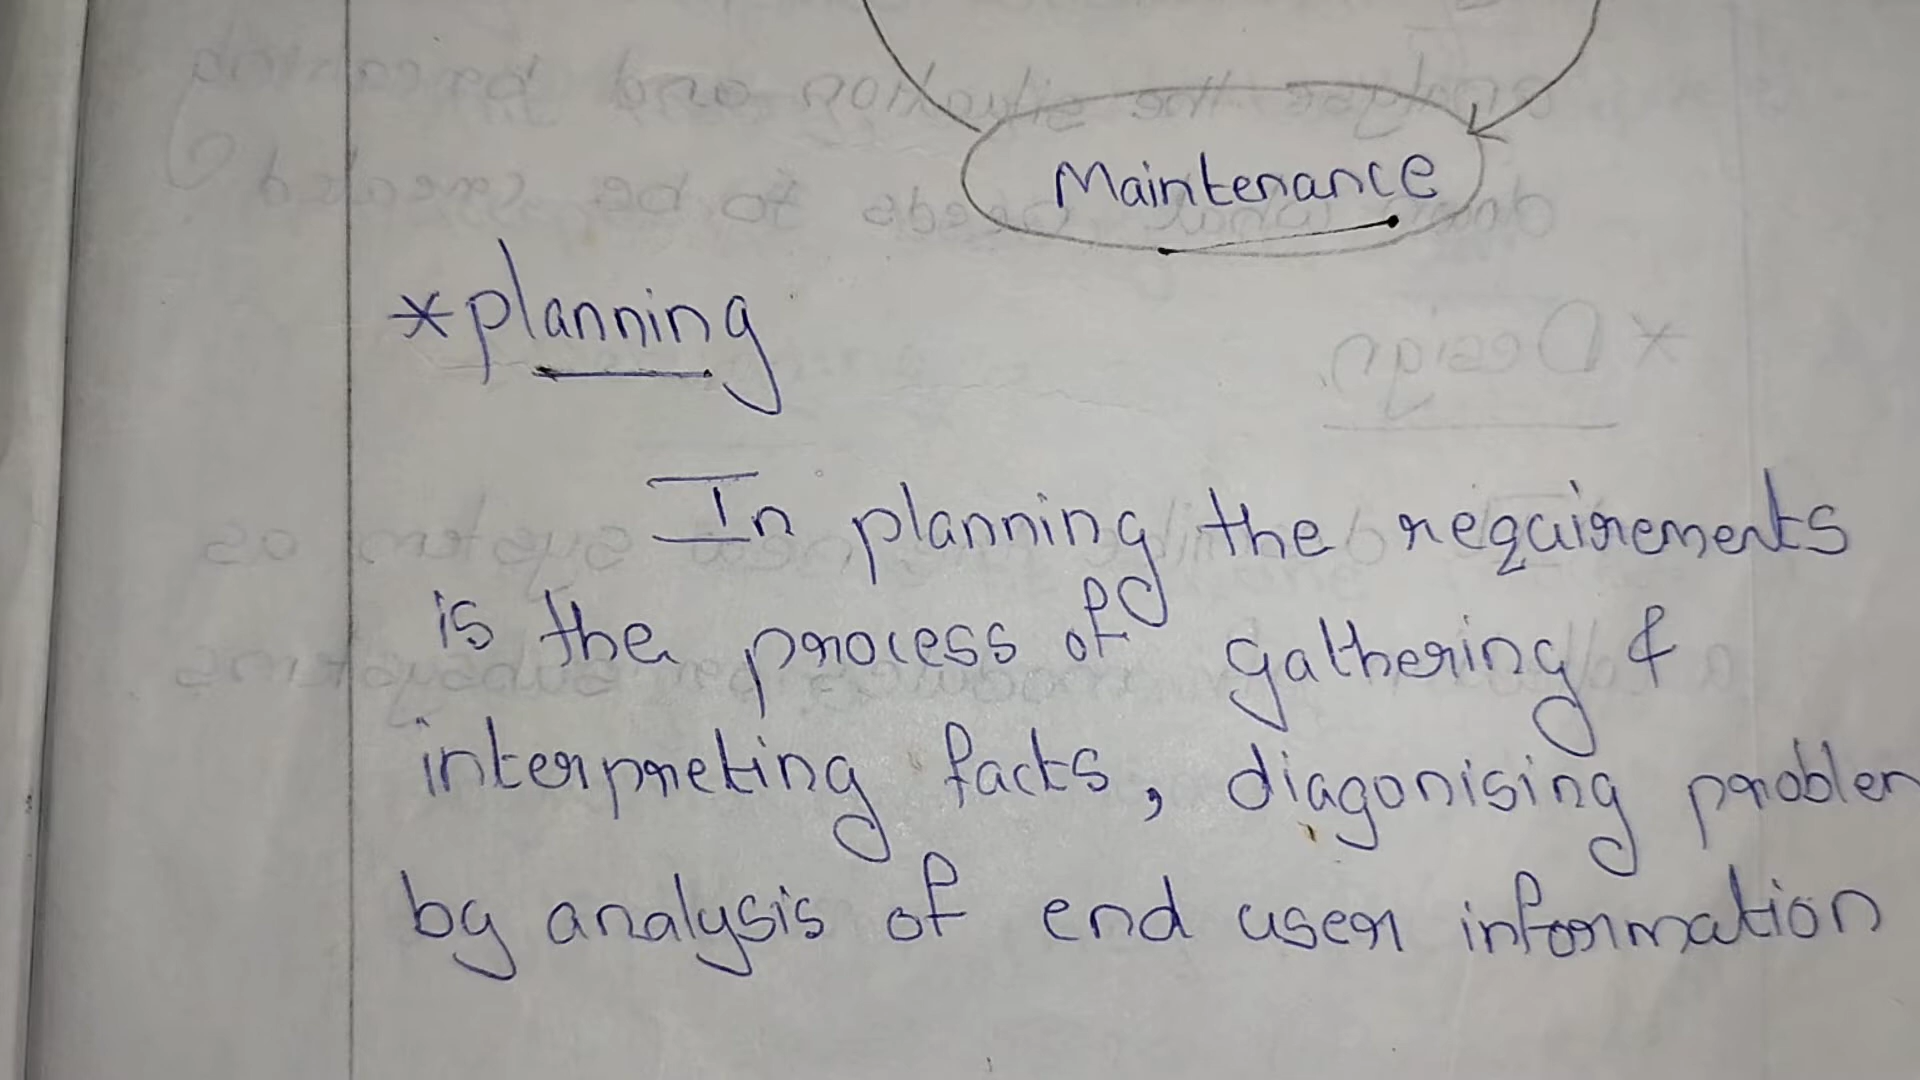 Maintenance
* planning
In planning the requirements
is the process of gathering &
interpreting facts, diagonising problem
by analysis of end user information